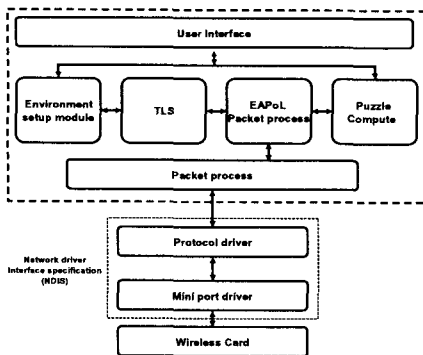 User Interface
Environment
setup module
TLS
EAPoL
Packet process
Puzzle
Compute
Packet process
Network driver
Interface specification
(NDIS)
Protocol driver
Mini port driver
Wireless Card